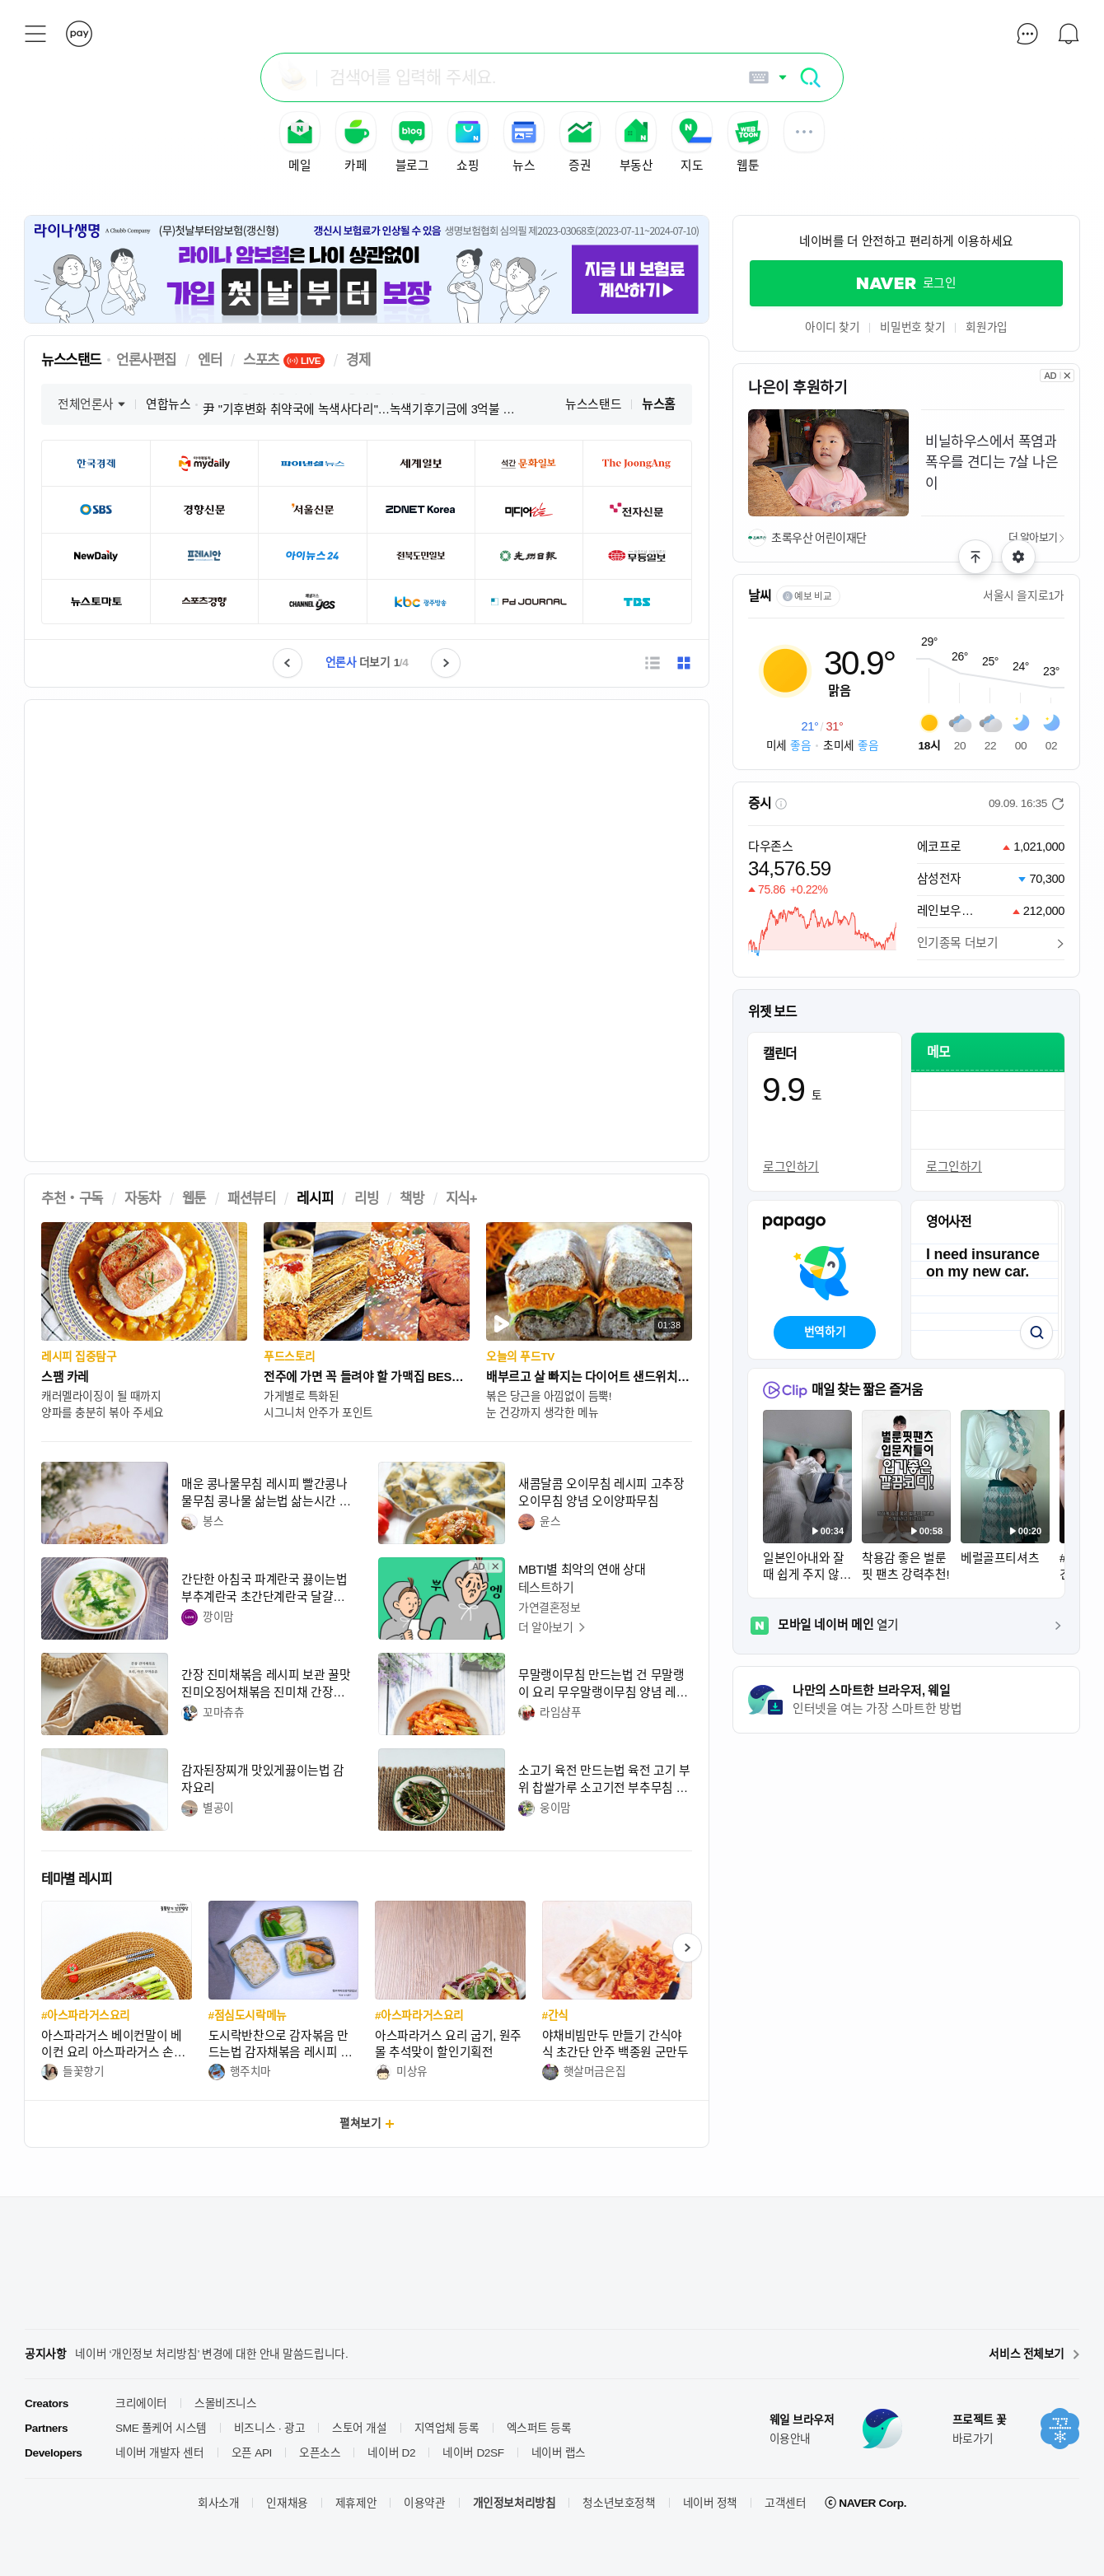 pay
검색어를 입력해 주세요.
메일
카페
blog
블로그
쇼핑
뉴스
증권
부동산
지도
WEB TOON
웹툰
라이나생명 A Chubb Company (무)첫날부터암보험(갱신형) 갱신시 보험료가 인상될 수 있음 생명보험협회 심의필 제2023-03068호(2023-07-11~2024-07-10)
라이나 암보험은 나이 상관없이
가입 첫날부터 보장
지금 내 보험료
계산하기▶
네이버를 더 안전하고 편리하게 이용하세요
NAVER 로그인
아이디 찾기 비밀번호 찾기 회원가입
뉴스스탠드 · 언론사편집 / 엔터 / 스포츠 LIVE / 경제
전체언론사 연합뉴스 · 尹 "기후변화 취약국에 녹색사다리"…녹색기후기금에 3억불 … 뉴스스탠드 뉴스홈
한국경제 mydaily 파이낸셜뉴스 세계일보 석간 문화일보 The JoongAng
SBS 경향신문 서울신문 ZDNET Korea 미디어오늘 전자신문
NewDaily 프레시안 아이뉴스24 전북도민일보 光州日報 무등일보
뉴스토마토 스포츠경향 채널예스 CHANNEL yes kbc 광주방송 Pd JOURNAL TBS
언론사 더보기 1/4
AD
나은이 후원하기
비닐하우스에서 폭염과
폭우를 견디는 7살 나은
이
초록우산 어린이재단
더 알아보기
날씨 예보 비교 서울시 을지로1가
30.9°
맑음
21° / 31°
미세 좋음 · 초미세 좋음
29° 26° 25° 24° 23°
18시 20 22 00 02
증시 09.09. 16:35
다우존스
34,576.59
75.86 +0.22%
에코프로 1,021,000
삼성전자 70,300
레인보우… 212,000
인기종목 더보기
위젯 보드
캘린더
9.9 토
로그인하기
메모
로그인하기
papago
번역하기
영어사전
I need insurance
on my new car.
Clip 매일 찾는 짧은 즐거움
벌룬핏팬츠
입문자들이
입기좋은
깔끔코디!
00:34
00:58
00:20
일본인아내와 잘
때 쉽게 주지 않…
착용감 좋은 벌룬
핏 팬츠 강력추천!
베럴골프티셔츠
모바일 네이버 메인 열기
나만의 스마트한 브라우저, 웨일
인터넷을 여는 가장 스마트한 방법
추천 · 구독 / 자동차 / 웹툰 / 패션뷰티 / 레시피 / 리빙 / 책방 / 지식+
01:38
레시피 집중탐구
스팸 카레
캐러멜라이징이 될 때까지
양파를 충분히 볶아 주세요
푸드스토리
전주에 가면 꼭 들려야 할 가맥집 BES…
가게별로 특화된
시그니처 안주가 포인트
오늘의 푸드TV
배부르고 살 빠지는 다이어트 샌드위치…
볶은 당근을 아낌없이 듬뿍!
눈 건강까지 생각한 메뉴
매운 콩나물무침 레시피 빨간콩나
물무침 콩나물 삶는법 삶는시간 …
봉스
새콤달콤 오이무침 레시피 고추장
오이무침 양념 오이양파무침
윤스
간단한 아침국 파계란국 끓이는법
부추계란국 초간단계란국 달걀…
깡이맘
뿌 엥
AD
MBTI별 최악의 연애 상대
테스트하기
가연결혼정보
더 알아보기
간장 진미채볶음 레시피 보관 꿀맛
진미오징어채볶음 진미채 간장…
꼬마츄츄
무말랭이무침 만드는법 건 무말랭
이 요리 무우말랭이무침 양념 레…
라임샴푸
감자된장찌개 맛있게끓이는법 감
자요리
별공이
소고기 육전 만드는법 육전 고기 부
위 찹쌀가루 소고기전 부추무침 …
웅이맘
테마별 레시피
#아스파라거스요리
아스파라거스 베이컨말이 베
이컨 요리 아스파라거스 손…
들꽃향기
#점심도시락메뉴
도시락반찬으로 감자볶음 만
드는법 감자채볶음 레시피 …
행주치마
#아스파라거스요리
아스파라거스 요리 굽기, 원주
몰 추석맞이 할인기획전
미상유
#간식
야채비빔만두 만들기 간식야
식 초간단 안주 백종원 군만두
햇살머금은집
펼쳐보기 +
공지사항 네이버 '개인정보 처리방침' 변경에 대한 안내 말씀드립니다. 서비스 전체보기
Creators 크리에이터 스몰비즈니스
Partners SME 풀케어 시스템 비즈니스 · 광고 스토어 개설 지역업체 등록 엑스퍼트 등록
Developers 네이버 개발자 센터 오픈 API 오픈소스 네이버 D2 네이버 D2SF 네이버 랩스
웨일 브라우저
이용안내
프로젝트 꽃
바로가기
회사소개 인재채용 제휴제안 이용약관 개인정보처리방침 청소년보호정책 네이버 정책 고객센터 ⓒ NAVER Corp.